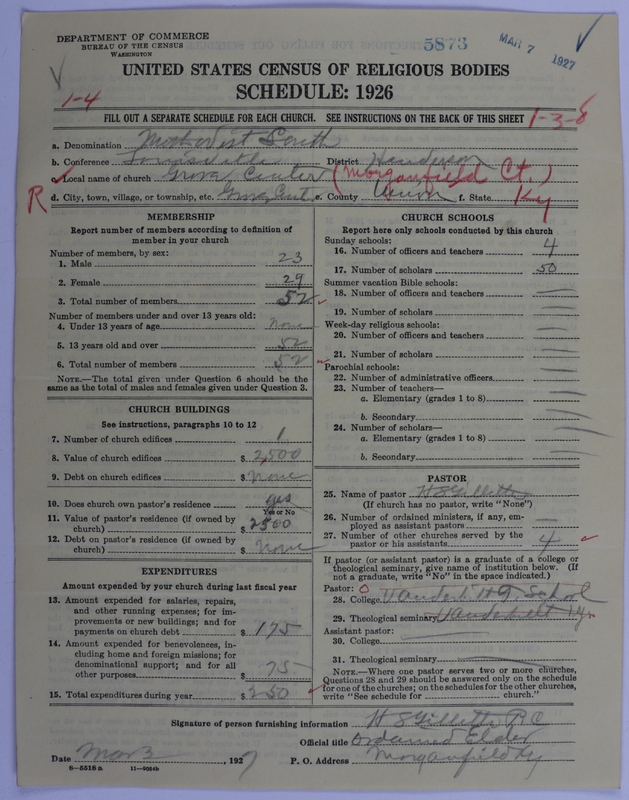 DEPARTMENT OF COMMERCE
BUREAU OF THE CENSUS
WASHINGTON
5873
MAR 7 1927
UNITED STATES CENSUS OF RELIGIOUS BODIES
SCHEDULE: 1926
1-4
FILL OUT A SEPARATE SCHEDULE FOR EACH CHURCH. SEE INSTRUCTIONS ON THE BACK OF THIS SHEET
1-3-8
a. Denomination Methodist South
b. Conference Louisville District Henderson
c. Local name of church Grove Center (Morganfield Ct.)
R
d. City, town, village, or township, etc. Grove Cent. e. County Union f. State Ky
MEMBERSHIP
Report number of members according to definition of
member in your church
Number of members, by sex:
1. Male 23
2. Female 29
3. Total number of members 52
Number of members under and over 13 years old:
4. Under 13 years of age None
5. 13 years old and over 52
6. Total number of members 52
NOTE.—The total given under Question 6 should be the
same as the total of males and females given under Question 3.
CHURCH BUILDINGS
See instructions, paragraphs 10 to 12
7. Number of church edifices 1
8. Value of church edifices $ 2,500
9. Debt on church edifices $ None
10. Does church own pastor's residence yes
Yes or No
11. Value of pastor's residence (if owned by
church) $ 2500
12. Debt on pastor's residence (if owned by
church) $ None
EXPENDITURES
Amount expended by your church during last fiscal year
13. Amount expended for salaries, repairs,
and other running expenses; for im-
provements or new buildings; and for
payments on church debt $ 175
14. Amount expended for benevolences, in-
cluding home and foreign missions; for
denominational support; and for all
other purposes $ 75
15. Total expenditures during year $ 250
CHURCH SCHOOLS
Report here only schools conducted by this church
Sunday schools:
16. Number of officers and teachers 4
17. Number of scholars 50
Summer vacation Bible schools:
18. Number of officers and teachers
19. Number of scholars
Week-day religious schools:
20. Number of officers and teachers
21. Number of scholars
Parochial schools:
22. Number of administrative officers
23. Number of teachers—
a. Elementary (grades 1 to 8)
b. Secondary
24. Number of scholars—
a. Elementary (grades 1 to 8)
b. Secondary
PASTOR
25. Name of pastor H S Gillette
(If church has no pastor, write "None")
26. Number of ordained ministers, if any, em-
ployed as assistant pastors
27. Number of other churches served by the
pastor or his assistants 4
If pastor (or assistant pastor) is a graduate of a college or
theological seminary, give name of institution below. (If
not a graduate, write "No" in the space indicated.)
Pastor:
28. College School
29. Theological seminary Vanderbilt
Assistant pastor:
30. College
31. Theological seminary
NOTE.—Where one pastor serves two or more churches,
Questions 28 and 29 should be answered only on the schedule
for one of the churches; on the schedules for the other churches,
write "See schedule for church."
Signature of person furnishing information H S Gillette P C
Official title Ordained Elder
Date Mar 3, 1927 P. O. Address Morganfield Ky
8—5518 a 11—9064b